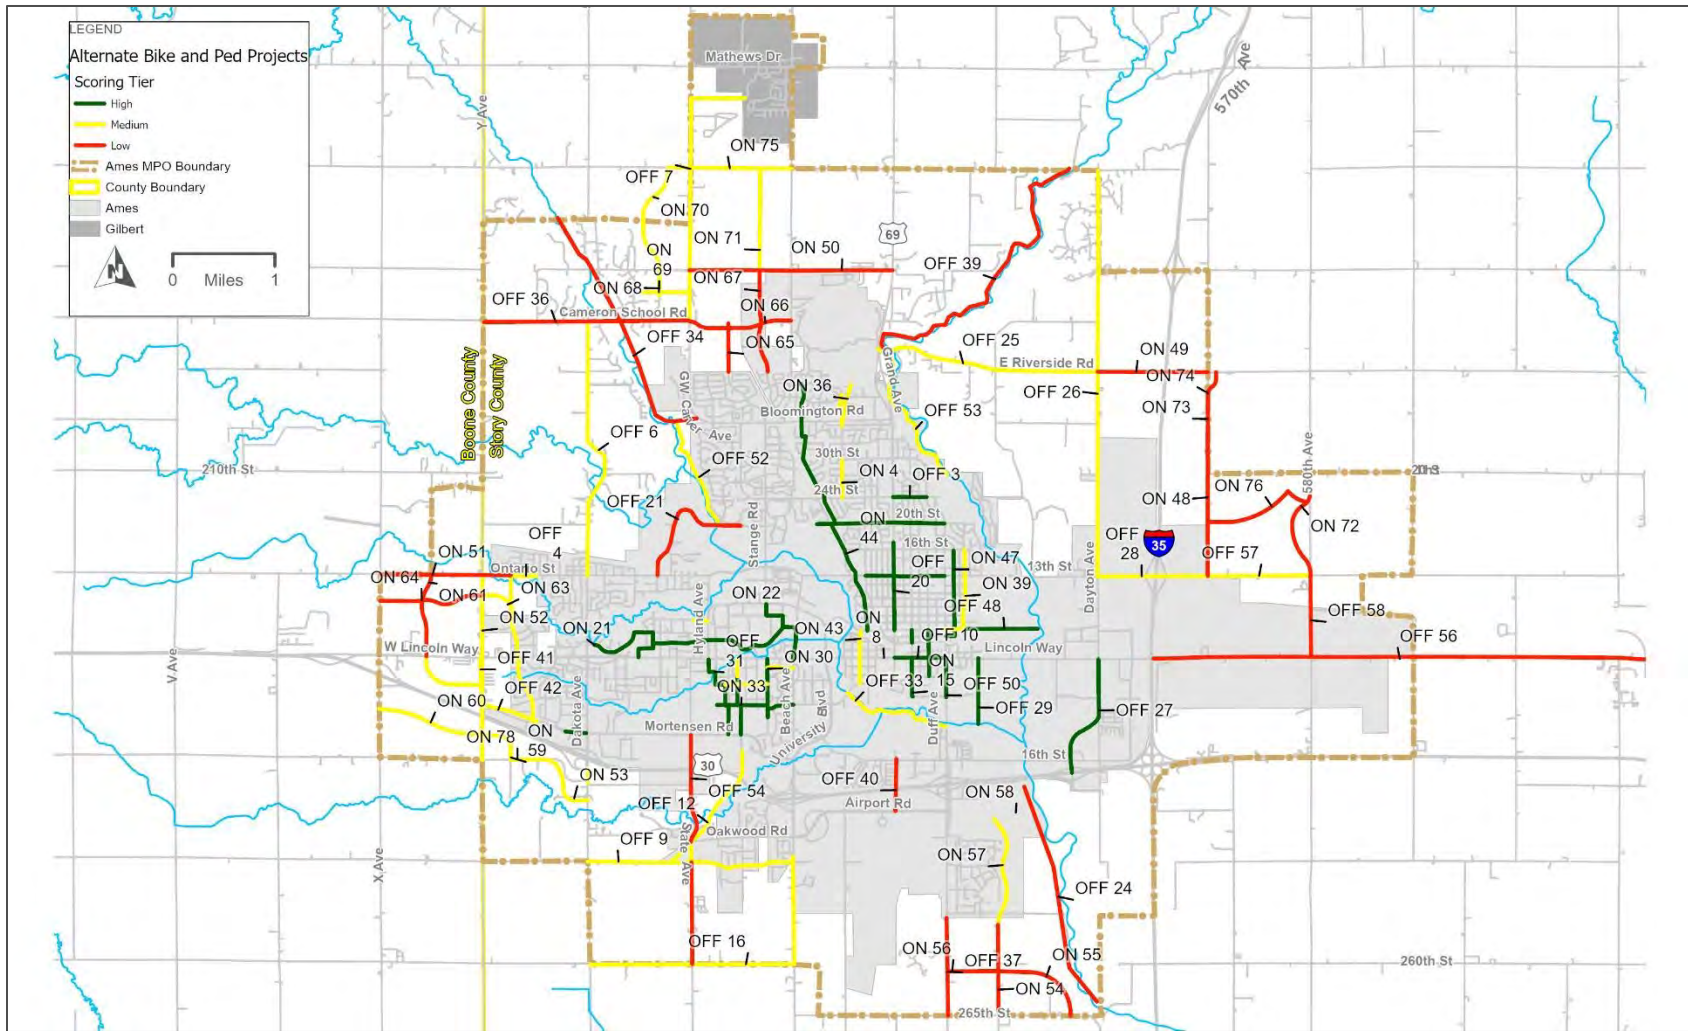 LEGEND
Alternate Bike and Ped Projects
Scoring Tier
High
Medium
Low
Ames MPO Boundary
County Boundary
Ames
Gilbert
N
0 Miles 1
Y Ave
Mathews Dr
570th Ave
ON 75
OFF 7
ON 70
ON 71
ON 50
69
ON
69
ON 67
ON 68
OFF 39
OFF 36
Cameron School Rd
ON 66
OFF 34
ON 65
OFF 25
E Riverside Rd
ON 49
ON 74
Boone County
Story County
GW Carver Ave
ON 36
Bloomington Rd
Grand Ave
OFF 26
ON 73
OFF 53
OFF 6
210th St
OFF 52
30th St
ON 4
OFF 3
24th St
580th Ave
ON 76
ON 48
OFF 21
Stange Rd
20th St
ON
44
ON 72
OFF
4
16th St
OFF
20
ON 47
OFF
28
35
OFF 57
ON 51
Ontario St
13th St
ON 64
ON 63
ON 61
ON 39
Dayton Ave
ON 22
OFF 48
OFF 58
ON 52
ON 21
Hyland Ave
ON 43
ON
8
OFF 10
OFF 56
W Lincoln Way
OFF
31
Lincoln Way
V Ave
OFF 41
ON 30
ON
15
OFF 42
ON 33
OFF 33
OFF 50
ON 60
Dakota Ave
Beach Ave
Duff Ave
OFF 29
OFF 27
ON
59
Mortensen Rd
University Blvd
ON 78
30
16th St
ON 53
OFF 54
OFF 40
ON 58
OFF 12
Airport Rd
Oakwood Rd
OFF 9
State Ave
X Ave
ON 57
OFF 24
OFF 16
ON 56
OFF 37
ON 55
260th St
ON 54
265th St